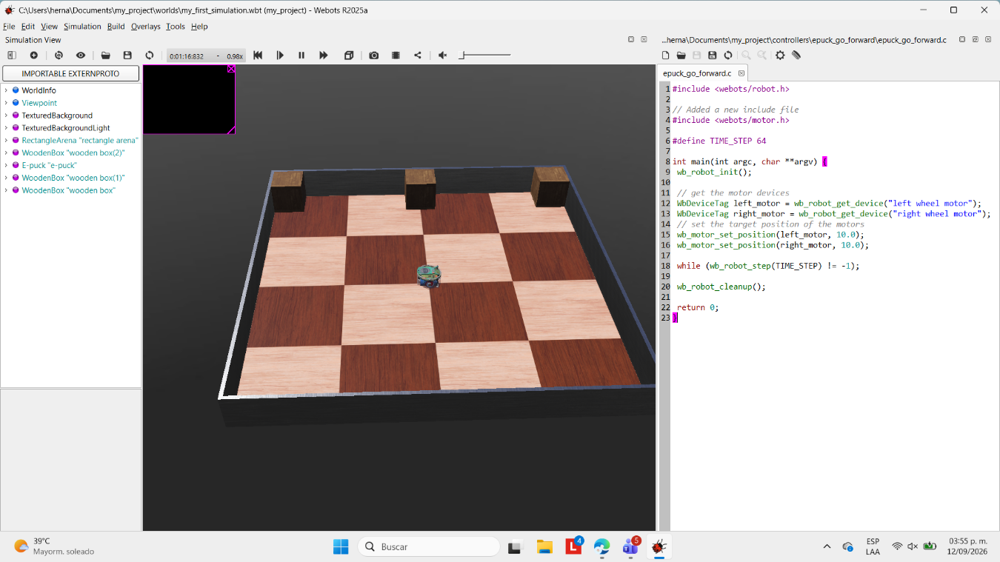 C:\Users\herna\Documents\my_project\worlds\my_first_simulation.wbt (my_project) - Webots R2025a
File Edit View Simulation Build Overlays Tools Help
Simulation View
0:01:16:832 - 0.98x
IMPORTABLE EXTERNPROTO
WorldInfo
Viewpoint
TexturedBackground
TexturedBackgroundLight
RectangleArena "rectangle arena"
WoodenBox "wooden box(2)"
E-puck "e-puck"
WoodenBox "wooden box(1)"
WoodenBox "wooden box"
...herna\Documents\my_project\controllers\epuck_go_forward\epuck_go_forward.c
epuck_go_forward.c
1 #include <webots/robot.h>
2
3 // Added a new include file
4 #include <webots/motor.h>
5
6 #define TIME_STEP 64
7
8 int main(int argc, char **argv) {
9 wb_robot_init();
10
11 // get the motor devices
12 WbDeviceTag left_motor = wb_robot_get_device("left wheel motor");
13 WbDeviceTag right_motor = wb_robot_get_device("right wheel motor");
14 // set the target position of the motors
15 wb_motor_set_position(left_motor, 10.0);
16 wb_motor_set_position(right_motor, 10.0);
17
18 while (wb_robot_step(TIME_STEP) != -1);
19
20 wb_robot_cleanup();
21
22 return 0;
23 }
39°C
Mayorm. soleado
Buscar
L
4
T
5
ESP
LAA
03:55 p. m.
12/09/2026